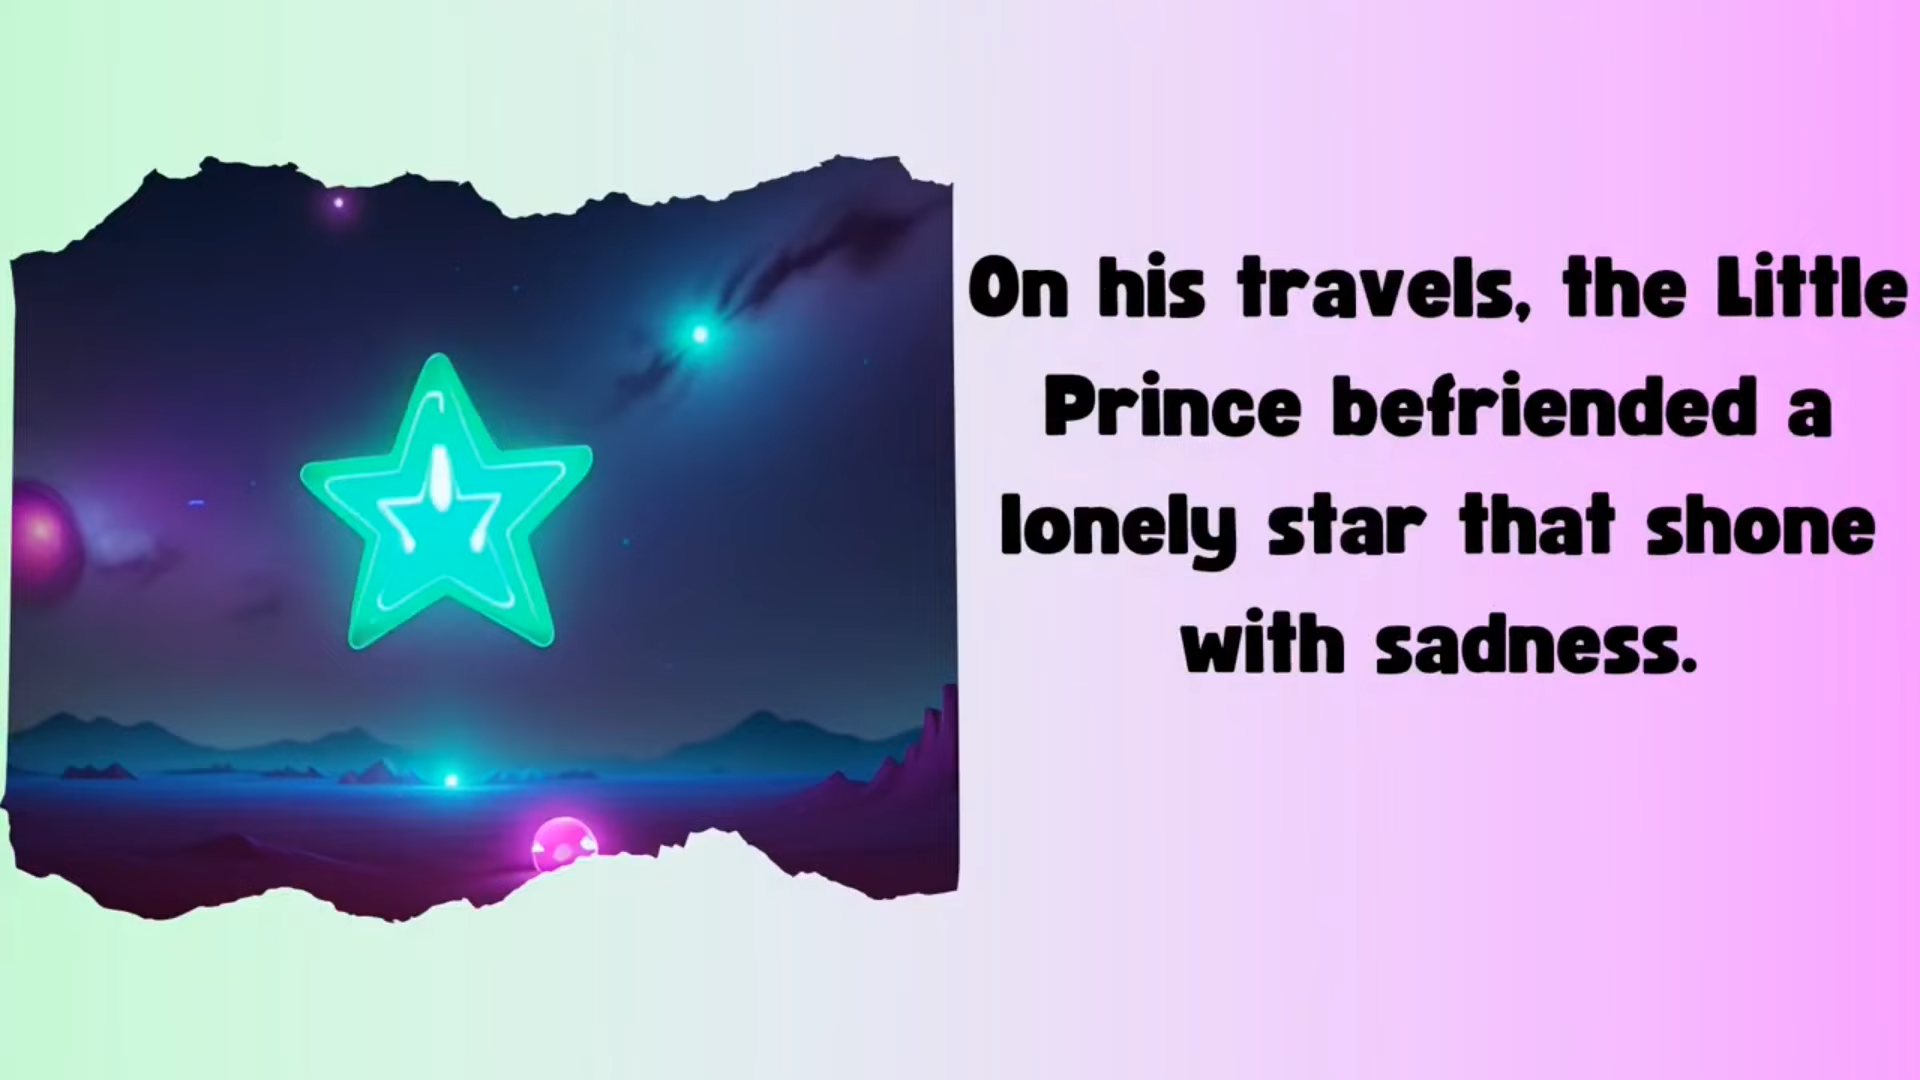 On his travels, the Little
Prince befriended a
lonely star that shone
with sadness.